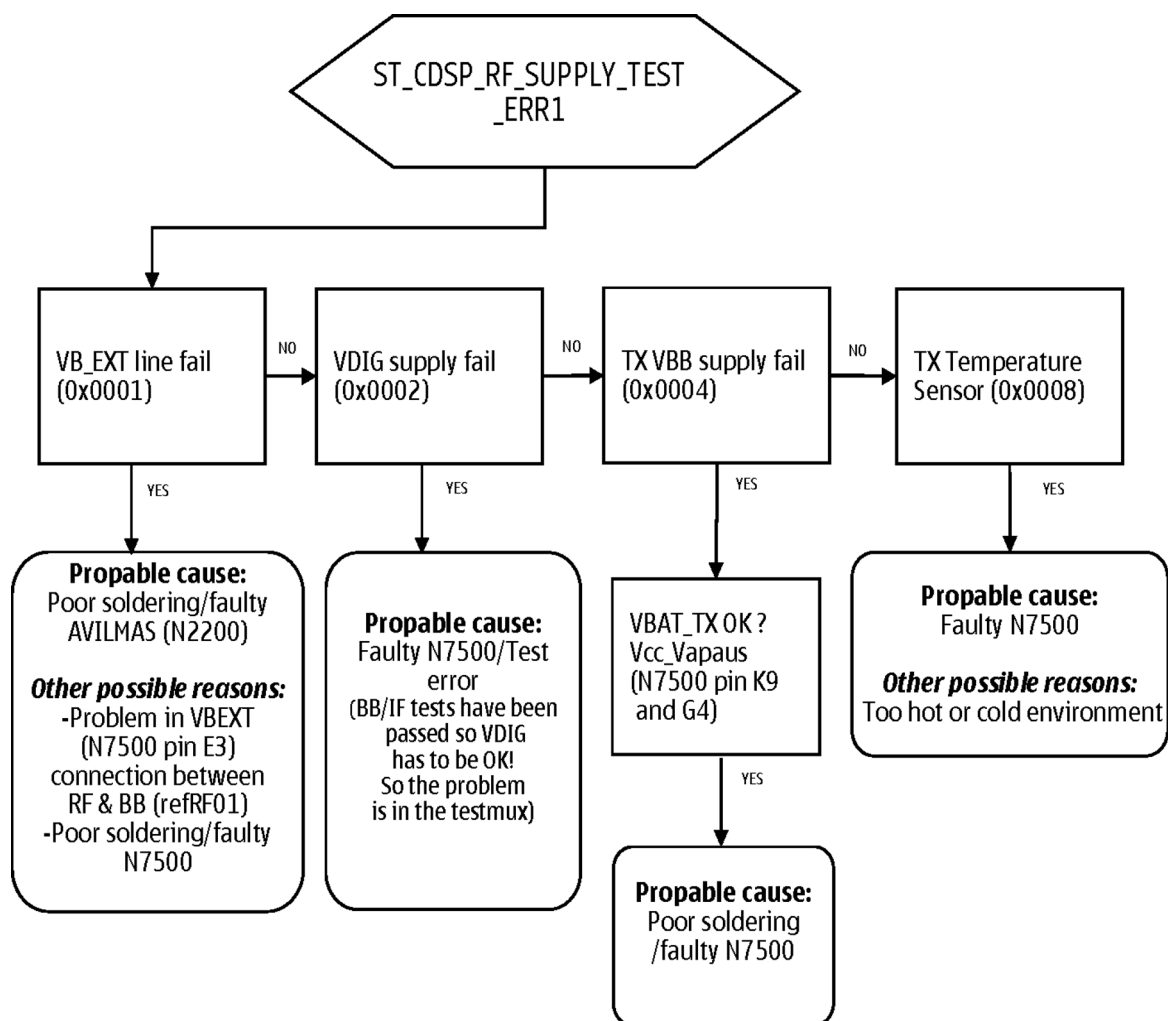 ST_CDSP_RF_SUPPLY_TEST
_ERR1
VB_EXT line fail
(0x0001)
NO
VDIG supply fail
(0x0002)
NO
TX VBB supply fail
(0x0004)
NO
TX Temperature
Sensor (0x0008)
YES
YES
YES
YES
Propable cause:
Poor soldering/faulty
AVILMAS (N2200)
Other possible reasons:
-Problem in VBEXT
(N7500 pin E3)
connection between
RF & BB (refRF01)
-Poor soldering/faulty
N7500
Propable cause:
Faulty N7500/Test
error
(BB/IF tests have been
passed so VDIG
has to be OK!
So the problem
is in the testmux)
VBAT_TX OK ?
Vcc_Vapaus
(N7500 pin K9
and G4)
YES
Propable cause:
Poor soldering
/faulty N7500
Propable cause:
Faulty N7500
Other possible reasons:
Too hot or cold environment